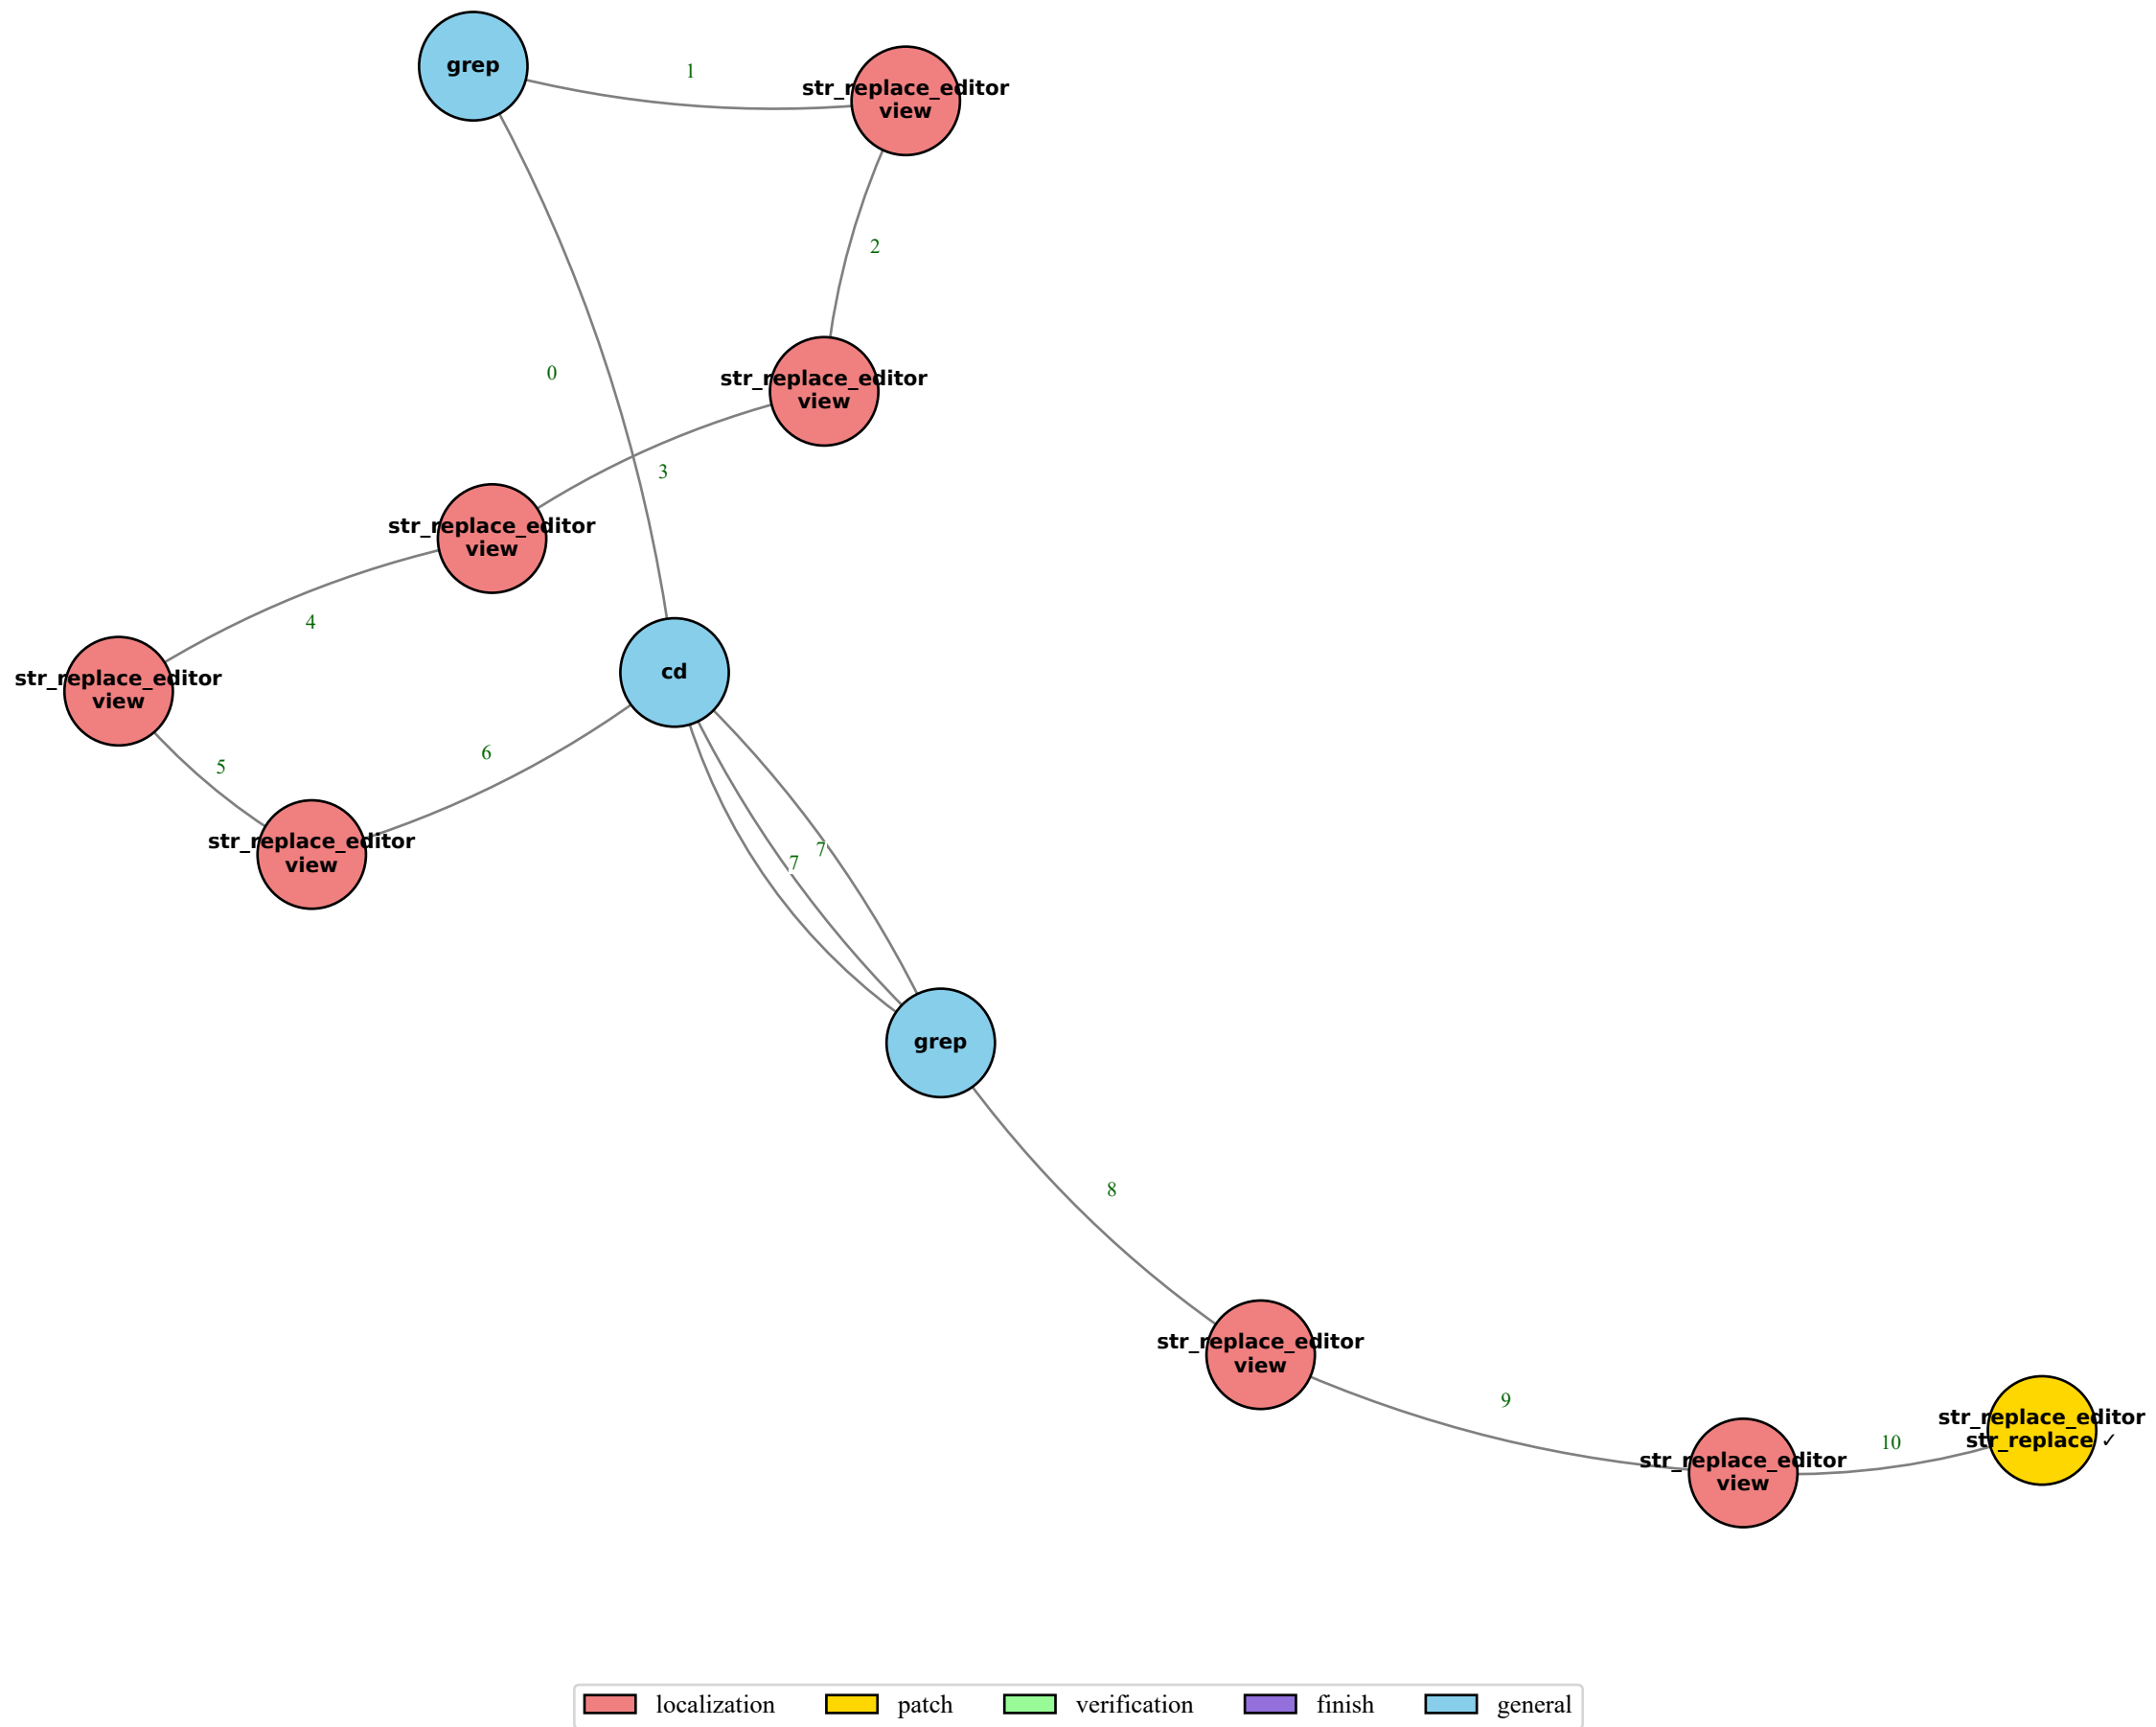 grep
1
str_replace_editor
view
2
0
str_replace_editor
view
3
str_replace_editor
view
4
cd
str_replace_editor
view
5
6
str_replace_editor
view
7
7
grep
8
str_replace_editor
view
9
str_replace_editor
view
10
str_replace_editor
str_replace ✓
localization
patch
verification
finish
general